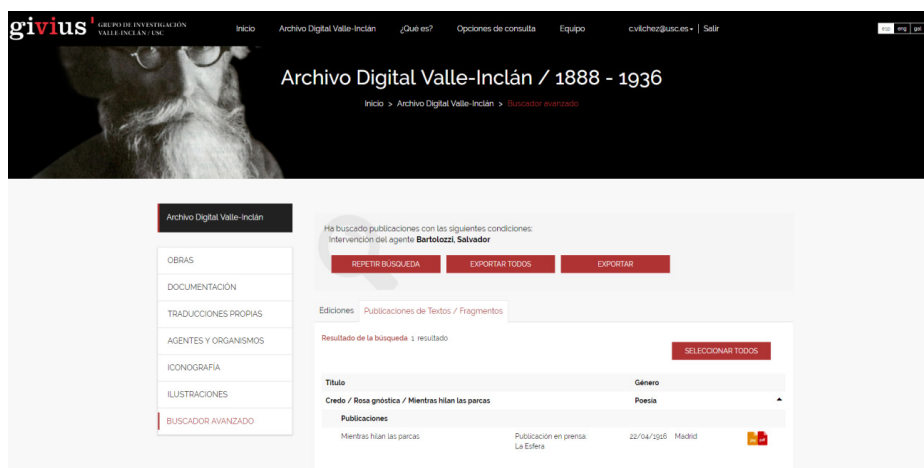 givius' GRUPO DE INVESTIGACIÓN
VALLE-INCLÁN / USC
Inicio Archivo Digital Valle-Inclán ¿Qué es? Opciones de consulta Equipo c.vilchez@usc.es Salir
esp eng gal
Archivo Digital Valle-Inclán / 1888 - 1936
Inicio > Archivo Digital Valle-Inclán > Buscador avanzado
Archivo Digital Valle-Inclán
OBRAS
DOCUMENTACIÓN
TRADUCCIONES PROPIAS
AGENTES Y ORGANISMOS
ICONOGRAFÍA
ILUSTRACIONES
BUSCADOR AVANZADO
Ha buscado publicaciones con las siguientes condiciones:
Intervención del agente Bartolozzi, Salvador
REPETIR BÚSQUEDA EXPORTAR TODOS EXPORTAR
Ediciones Publicaciones de Textos / Fragmentos
Resultado de la búsqueda 1 resultado
SELECCIONAR TODOS
Título Género
Credo / Rosa gnóstica / Mientras hilan las parcas Poesía
Publicaciones
Mientras hilan las parcas Publicación en prensa: 22/04/1916 Madrid
La Esfera